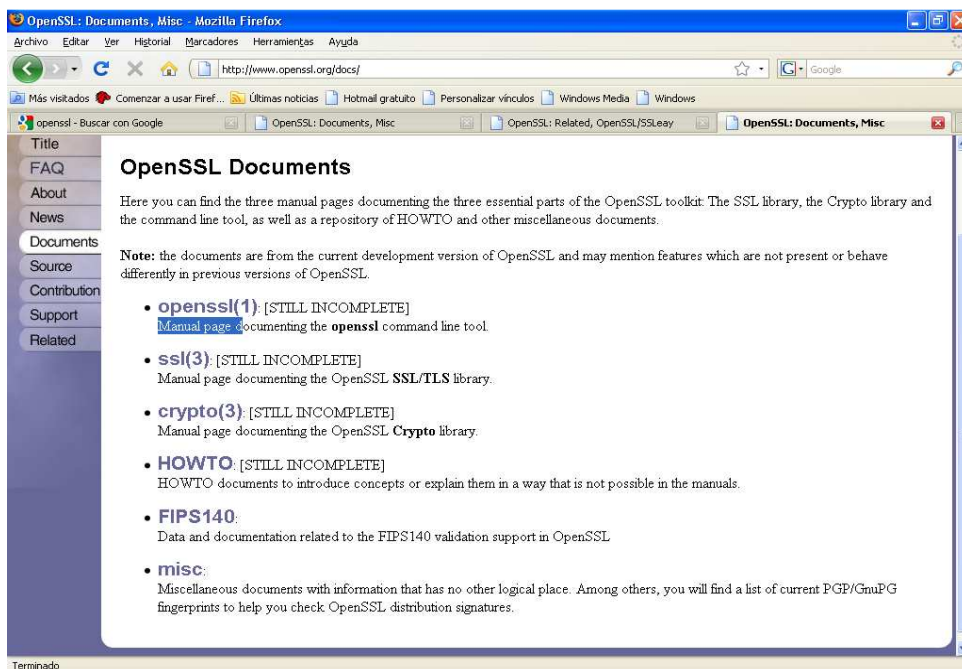 OpenSSL: Documents, Misc - Mozilla Firefox
Archivo Editar Ver Historial Marcadores Herramientas Ayuda
http://www.openssl.org/docs/
G Google
Más visitados Comenzar a usar Firef... Últimas noticias Hotmail gratuito Personalizar vínculos Windows Media Windows
openssl - Buscar con Google OpenSSL: Documents, Misc OpenSSL: Related, OpenSSL/SSLeay OpenSSL: Documents, Misc
Title
FAQ
About
News
Documents
Source
Contribution
Support
Related
OpenSSL Documents
Here you can find the three manual pages documenting the three essential parts of the OpenSSL toolkit: The SSL library, the Crypto library and
the command line tool, as well as a repository of HOWTO and other miscellaneous documents.
Note: the documents are from the current development version of OpenSSL and may mention features which are not present or behave
differently in previous versions of OpenSSL.
• openssl(1): [STILL INCOMPLETE]
Manual page documenting the openssl command line tool.
• ssl(3): [STILL INCOMPLETE]
Manual page documenting the OpenSSL SSL/TLS library.
• crypto(3): [STILL INCOMPLETE]
Manual page documenting the OpenSSL Crypto library.
• HOWTO: [STILL INCOMPLETE]
HOWTO documents to introduce concepts or explain them in a way that is not possible in the manuals.
• FIPS140:
Data and documentation related to the FIPS140 validation support in OpenSSL
• misc:
Miscellaneous documents with information that has no other logical place. Among others, you will find a list of current PGP/GnuPG
fingerprints to help you check OpenSSL distribution signatures.
Terminado